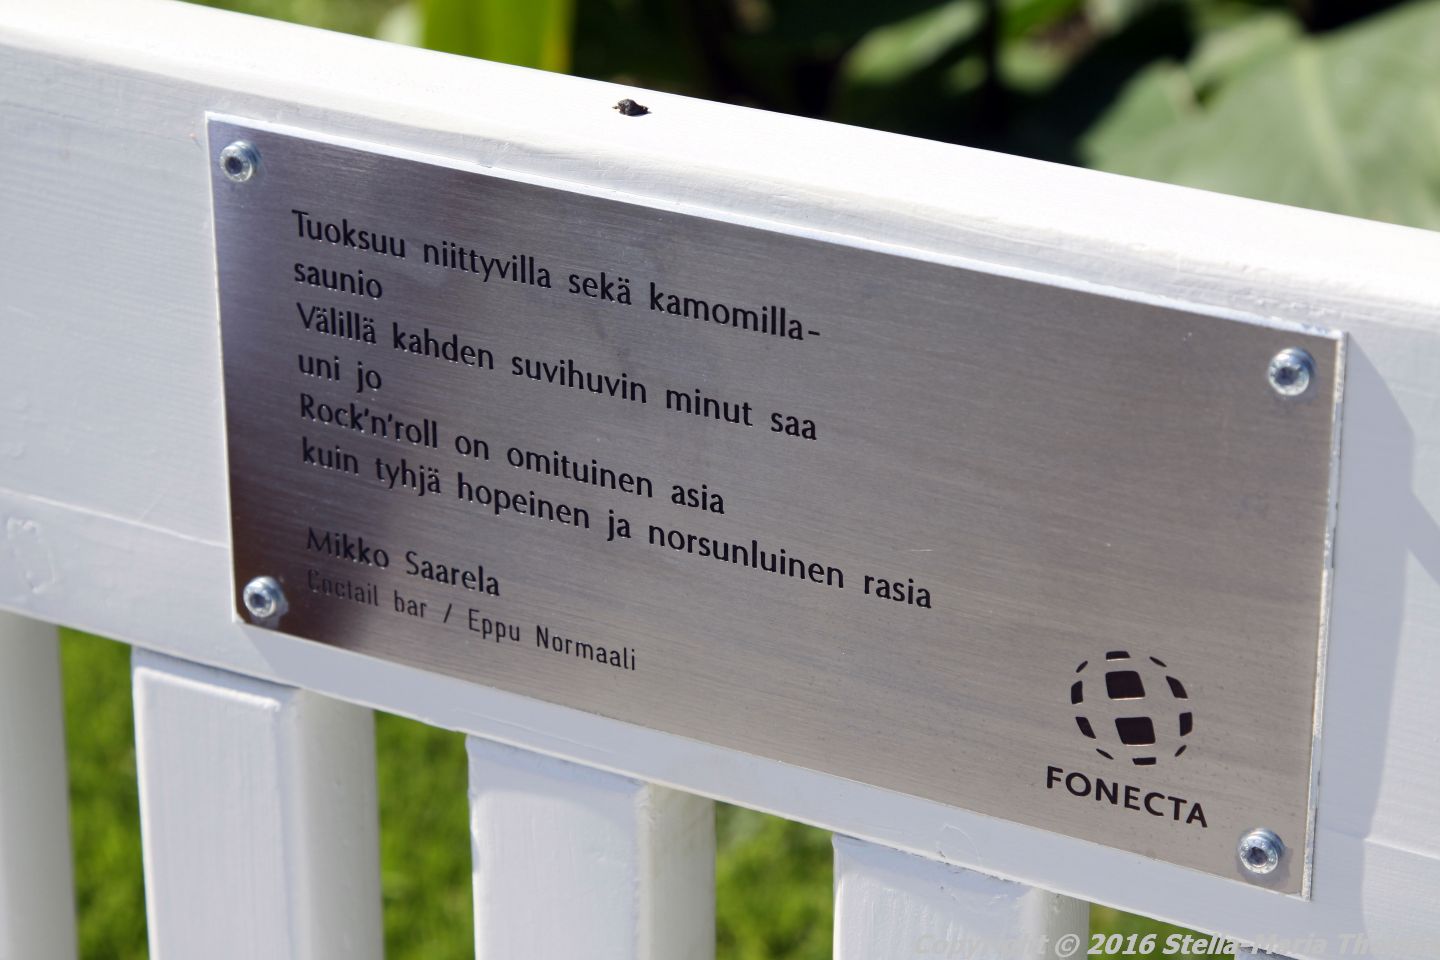 Tuoksuu niittyvilla sekä kamomilla-
saunio
Välillä kahden suvihuvin minut saa
uni jo
Rock'n'roll on omituinen asia
kuin tyhjä hopeinen ja norsunluinen rasia
Mikko Saarela
Coctail bar / Eppu Normaali
FONECTA
Copyright © 2016 Stella-Maria